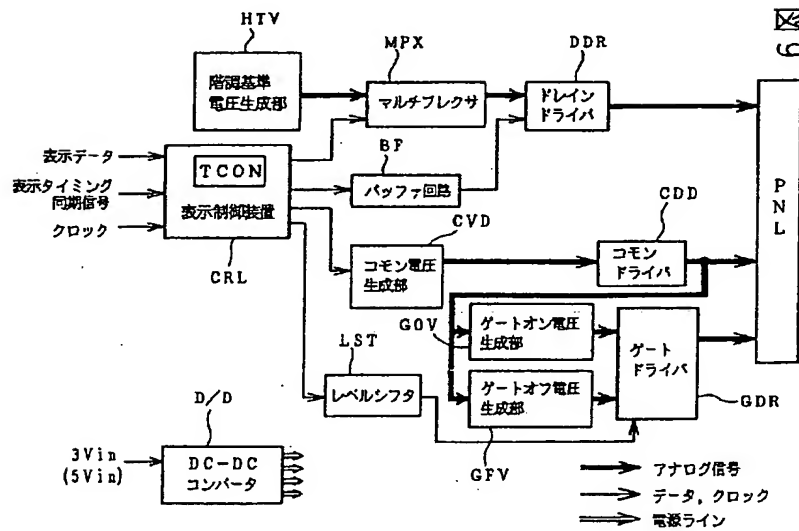 図 9
HTV
MPX
DDR
階調基準
電圧生成部
マルチプレクサ
ドレイン
ドライバ
表示データ
表示タイミング
同期信号
クロック
TCON
表示制御装置
CRL
BF
バッファ回路
PNL
CVD
コモン電圧
生成部
CDD
コモン
ドライバ
GOV
ゲートオン電圧
生成部
ゲート
ドライバ
LST
レベルシフタ
ゲートオフ電圧
生成部
GDR
GFV
D/D
3Vin
(5Vin)
DC-DC
コンバータ
アナログ信号
データ, クロック
電源ライン